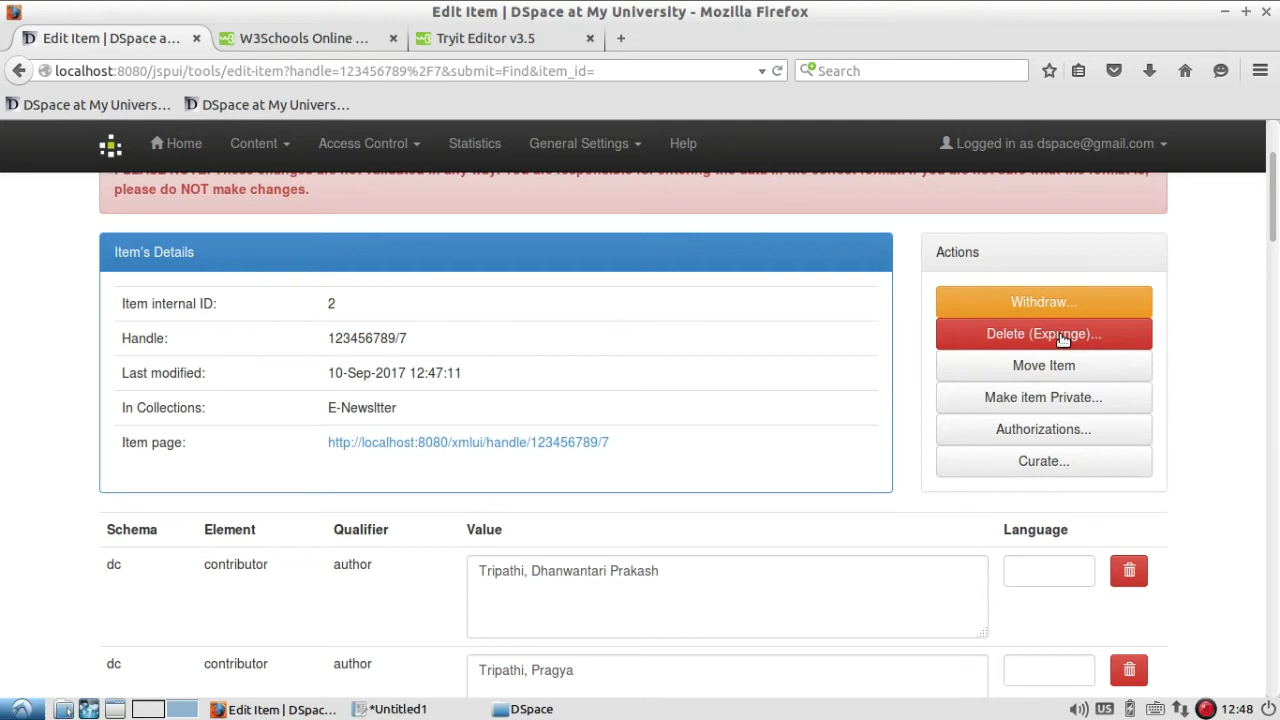 Edit Item | DSpace at My University - Mozilla Firefox
Edit Item | DSpace a...
W3Schools Online ...
Tryit Editor v3.5
localhost:8080/jspui/tools/edit-item?handle=123456789%2F7&submit=Find&item_id=
Search
DSpace at My Univers...
DSpace at My Univers...
Home
Content
Access Control
Statistics
General Settings
Help
Logged in as dspace@gmail.com
please do NOT make changes.
Item's Details
Actions
Item internal ID: 2
Handle: 123456789/7
Last modified: 10-Sep-2017 12:47:11
In Collections: E-Newsltter
Item page: http://localhost:8080/xmlui/handle/123456789/7
Withdraw...
Delete (Expunge)...
Move Item
Make item Private...
Authorizations...
Curate...
Schema Element Qualifier Value Language
dc contributor author Tripathi, Dhanwantari Prakash
dc contributor author Tripathi, Pragya
Edit Item | DSpac...
*Untitled1
DSpace
US
12:48